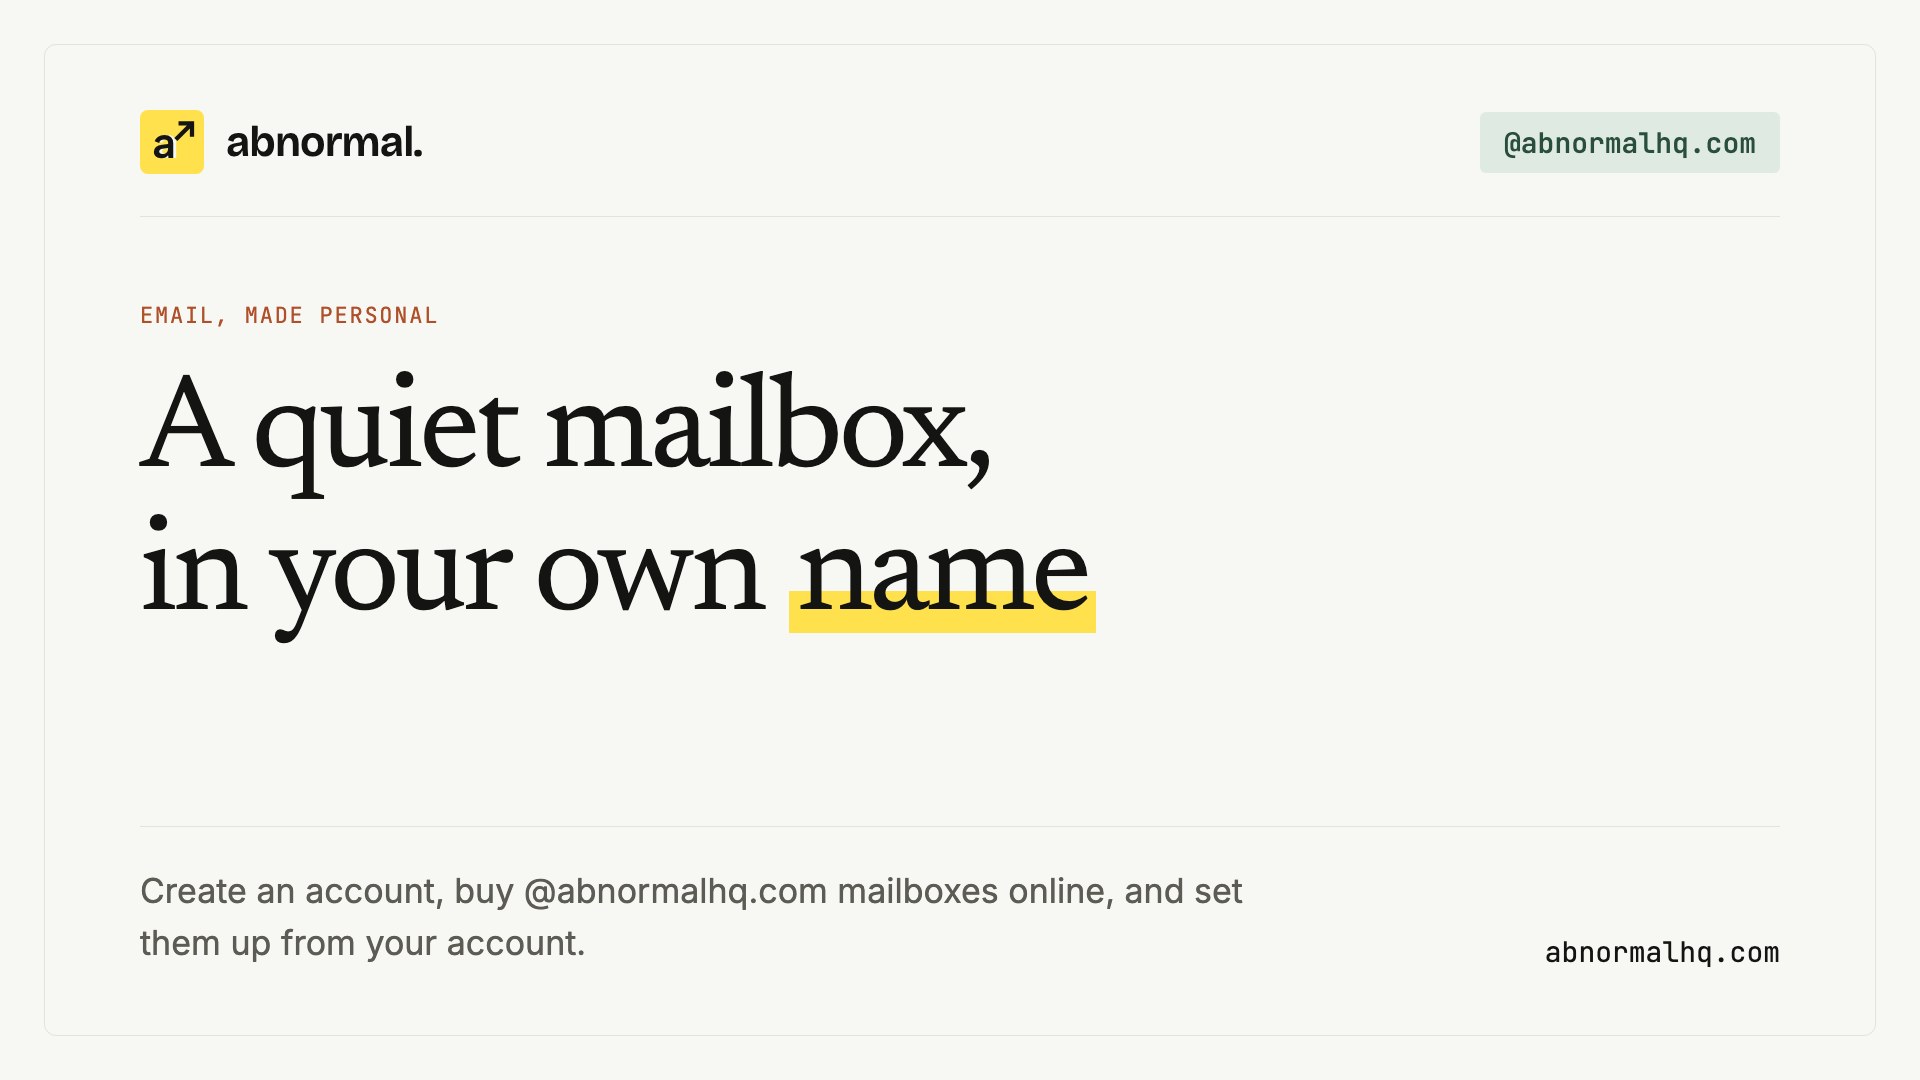 a
abnormal.
@abnormalhq.com
EMAIL, MADE PERSONAL
A quiet mailbox,
in your own name
Create an account, buy @abnormalhq.com mailboxes online, and set
them up from your account.
abnormalhq.com